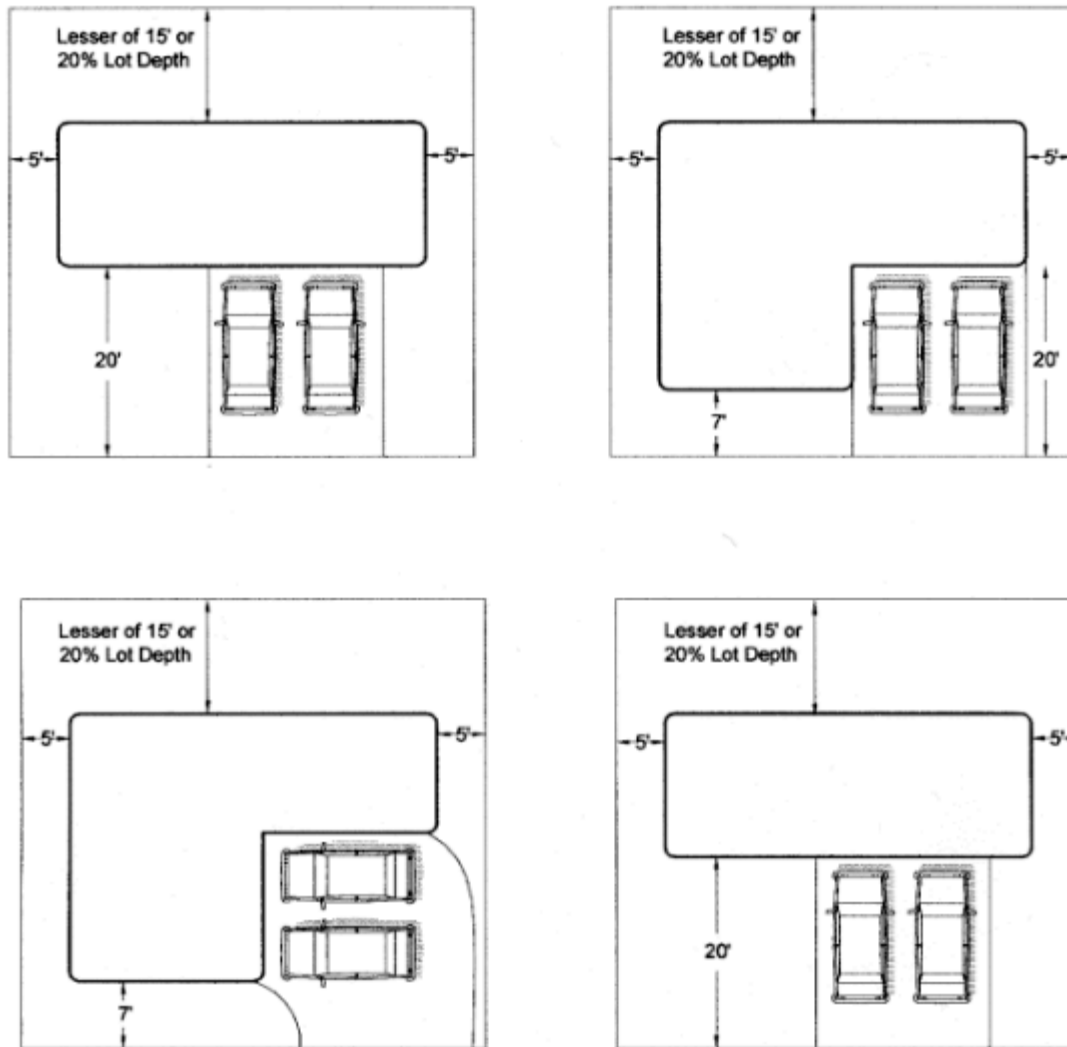 Lesser of 15' or
20% Lot Depth
5'
5'
20'
Lesser of 15' or
20% Lot Depth
5'
5'
20'
7'
Lesser of 15' or
20% Lot Depth
5'
5'
7'
Lesser of 15' or
20% Lot Depth
5'
5'
20'